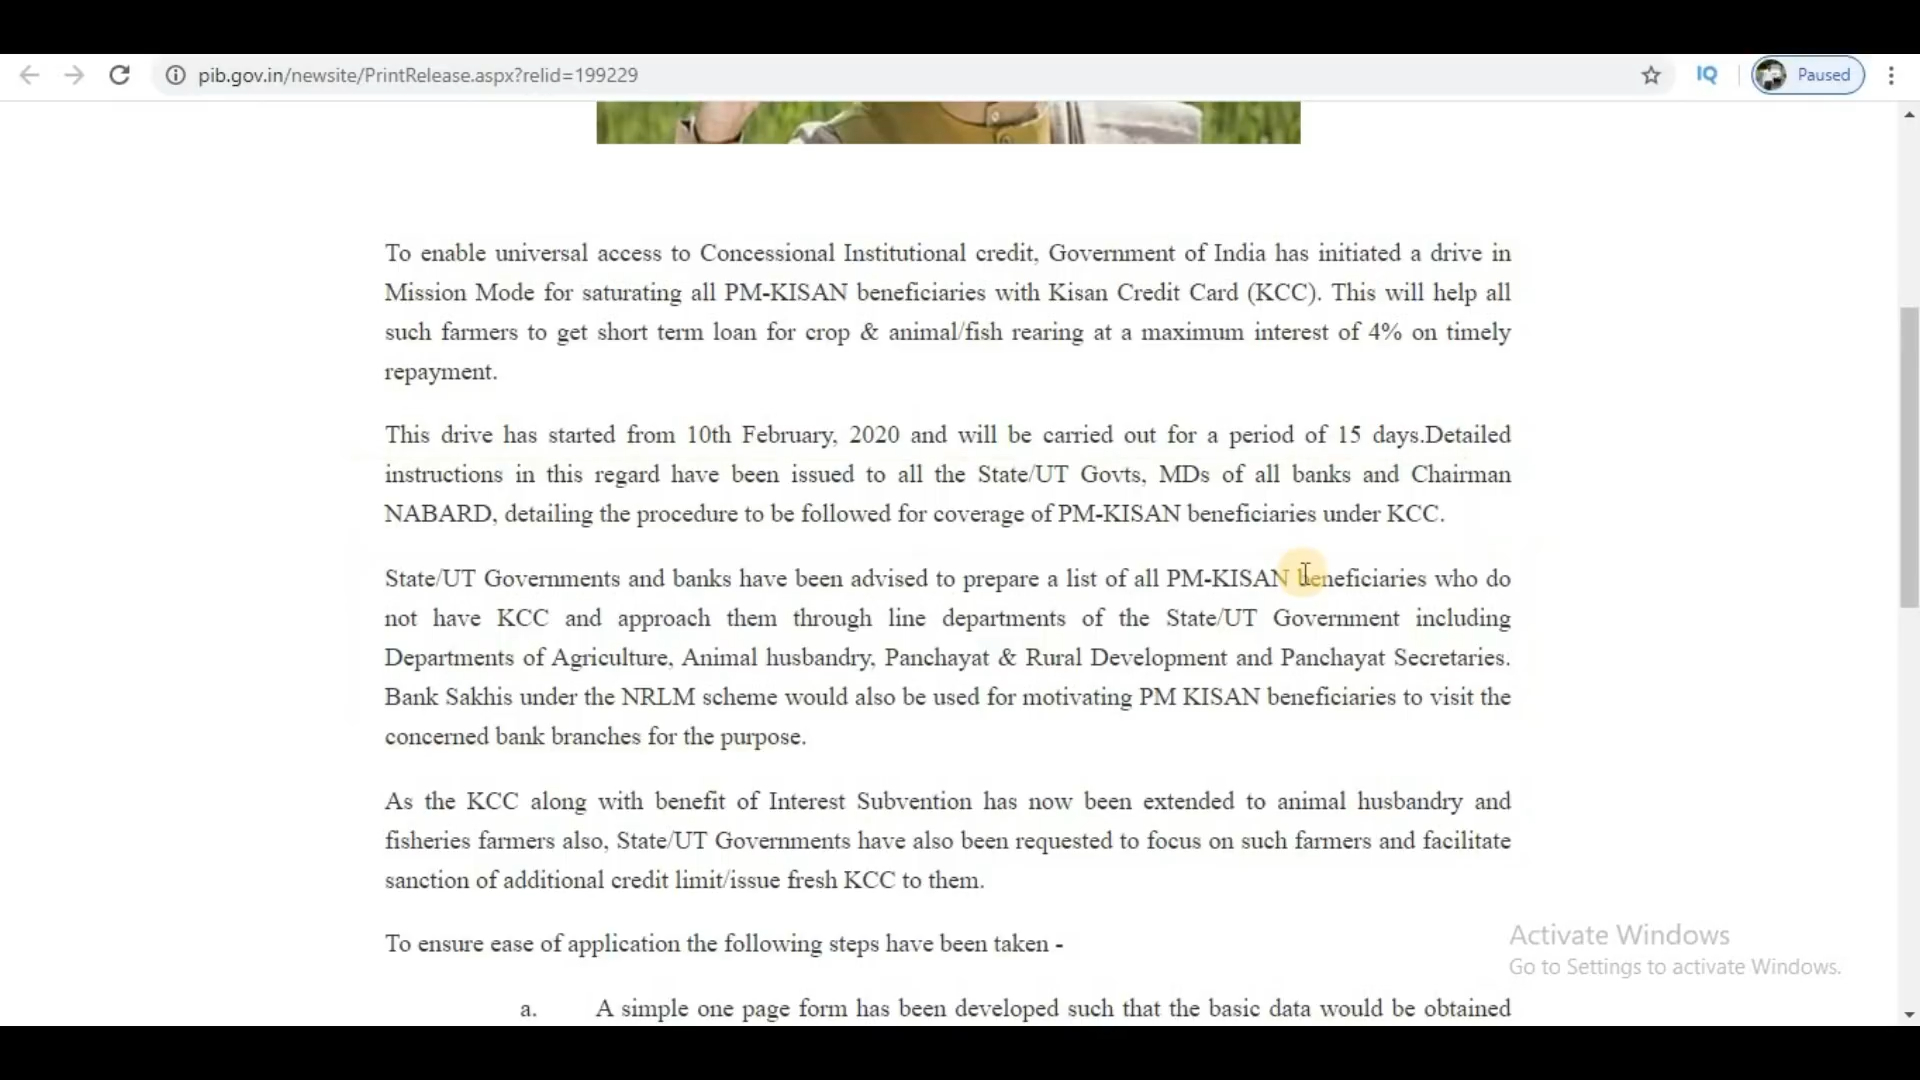 pib.gov.in/newsite/PrintRelease.aspx?relid=199229
IQ
Paused
To enable universal access to Concessional Institutional credit, Government of India has initiated a drive in
Mission Mode for saturating all PM-KISAN beneficiaries with Kisan Credit Card (KCC). This will help all
such farmers to get short term loan for crop & animal/fish rearing at a maximum interest of 4% on timely
repayment.
This drive has started from 10th February, 2020 and will be carried out for a period of 15 days.Detailed
instructions in this regard have been issued to all the State/UT Govts, MDs of all banks and Chairman
NABARD, detailing the procedure to be followed for coverage of PM-KISAN beneficiaries under KCC.
State/UT Governments and banks have been advised to prepare a list of all PM-KISAN beneficiaries who do
not have KCC and approach them through line departments of the State/UT Government including
Departments of Agriculture, Animal husbandry, Panchayat & Rural Development and Panchayat Secretaries.
Bank Sakhis under the NRLM scheme would also be used for motivating PM KISAN beneficiaries to visit the
concerned bank branches for the purpose.
As the KCC along with benefit of Interest Subvention has now been extended to animal husbandry and
fisheries farmers also, State/UT Governments have also been requested to focus on such farmers and facilitate
sanction of additional credit limit/issue fresh KCC to them.
To ensure ease of application the following steps have been taken -
a. A simple one page form has been developed such that the basic data would be obtained
Activate Windows
Go to Settings to activate Windows.